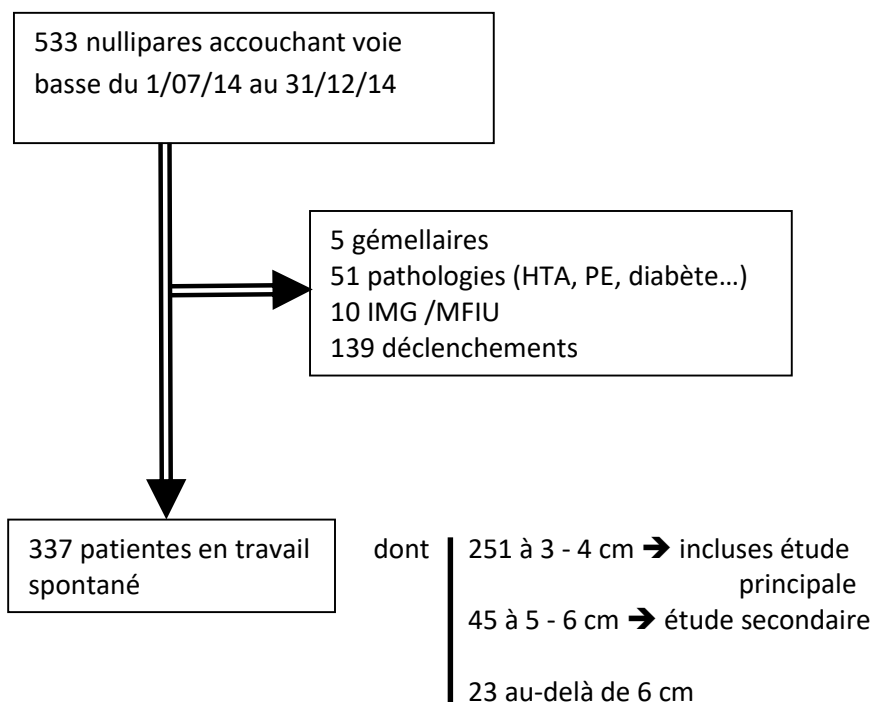 533 nullipares accouchant voie
basse du 1/07/14 au 31/12/14
5 gémellaires
51 pathologies (HTA, PE, diabète…)
10 IMG /MFIU
139 déclenchements
337 patientes en travail
spontané
dont
251 à 3 - 4 cm ➔ incluses étude
principale
45 à 5 - 6 cm ➔ étude secondaire
23 au-delà de 6 cm